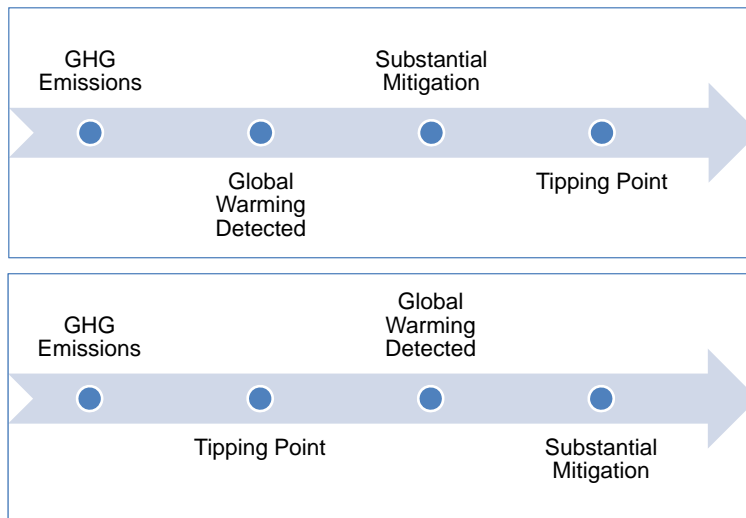 GHG
Emissions
Substantial
Mitigation
Global
Warming
Detected
Tipping Point
GHG
Emissions
Global
Warming
Detected
Tipping Point
Substantial
Mitigation